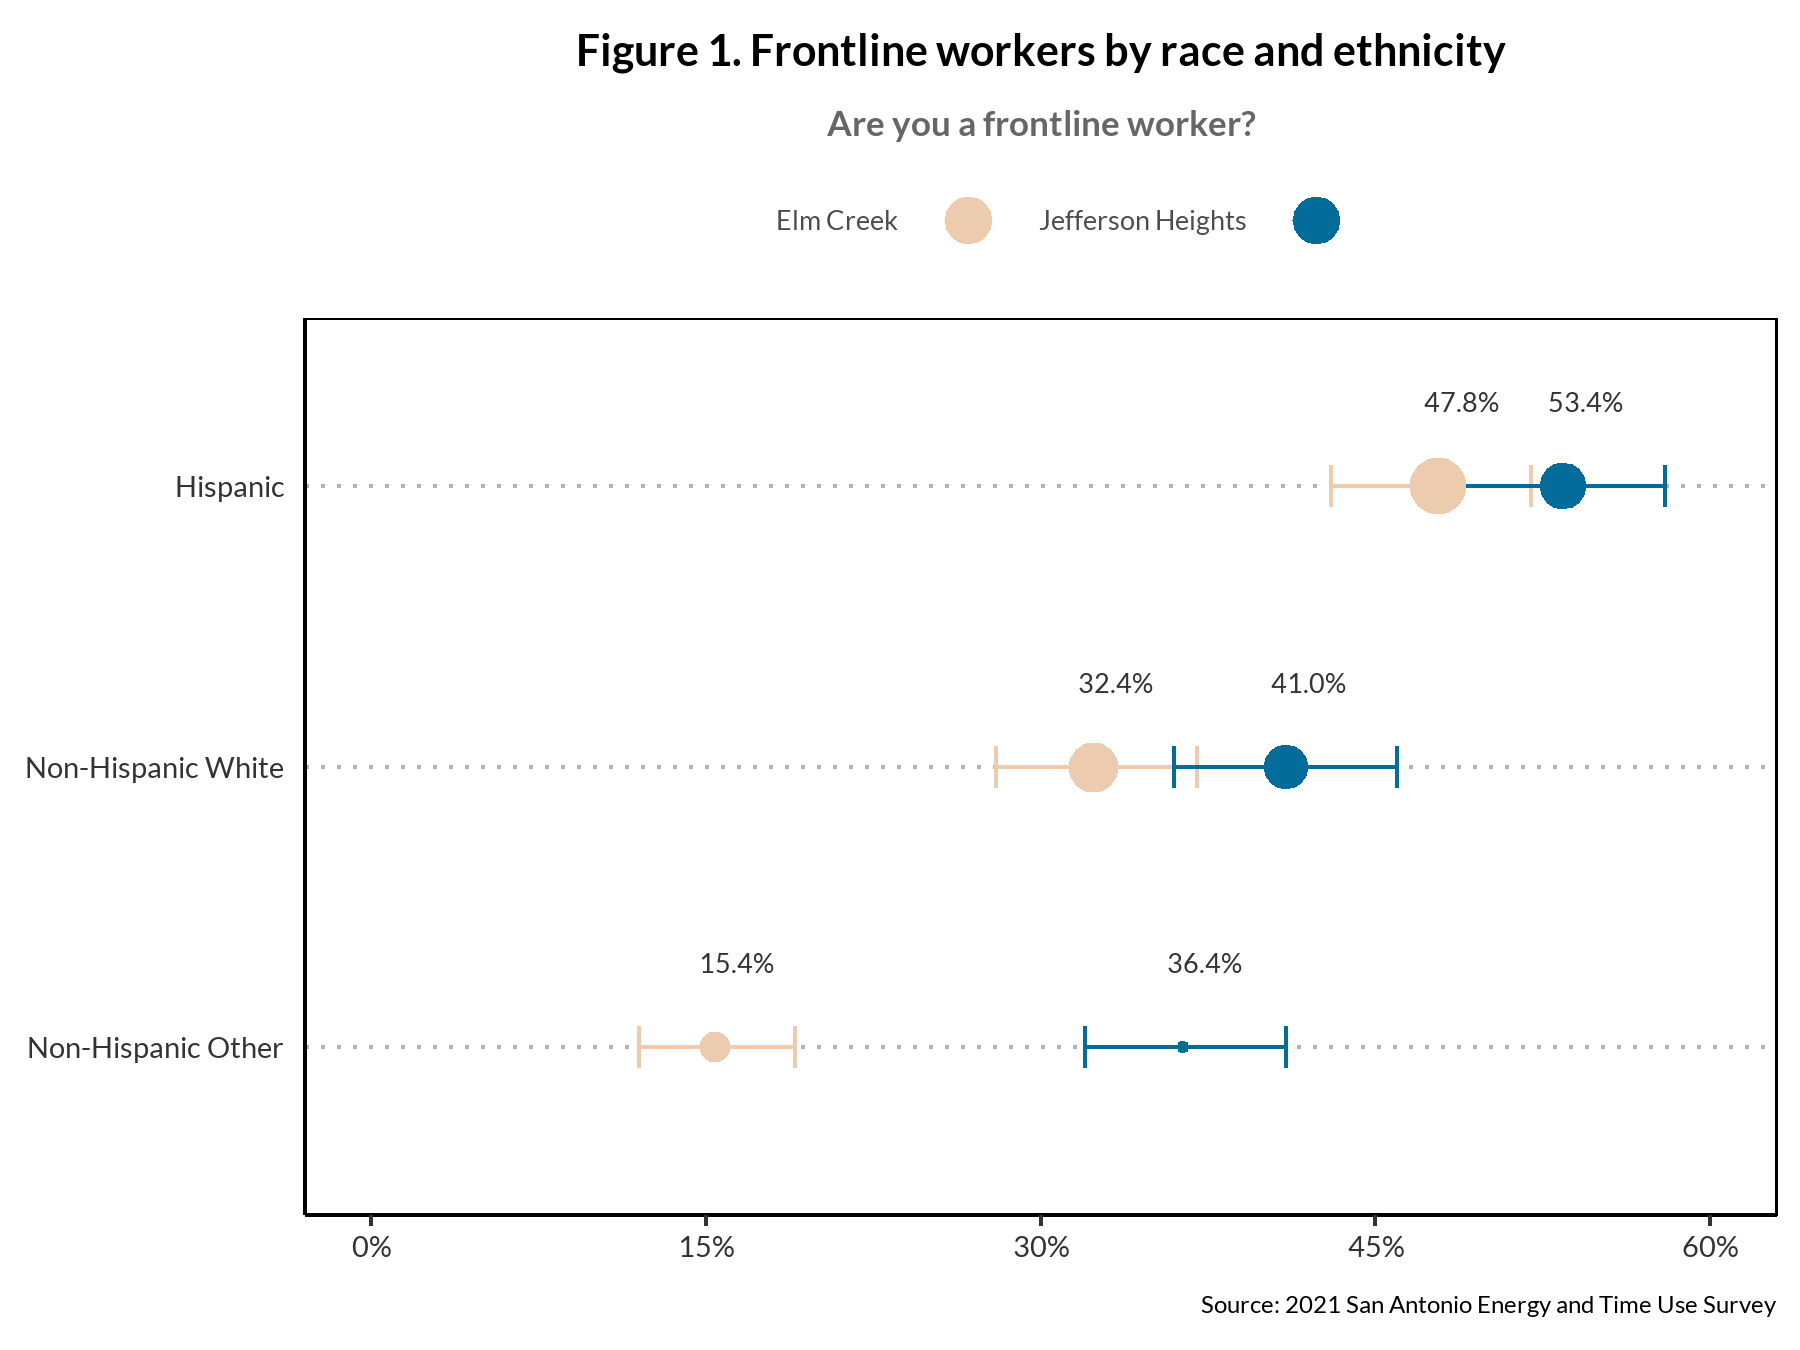 Figure 1. Frontline workers by race and ethnicity
Are you a frontline worker?
Elm Creek Jefferson Heights
47.8% 53.4%
Hispanic
32.4% 41.0%
Non-Hispanic White
15.4% 36.4%
Non-Hispanic Other
0% 15% 30% 45% 60%
Source: 2021 San Antonio Energy and Time Use Survey